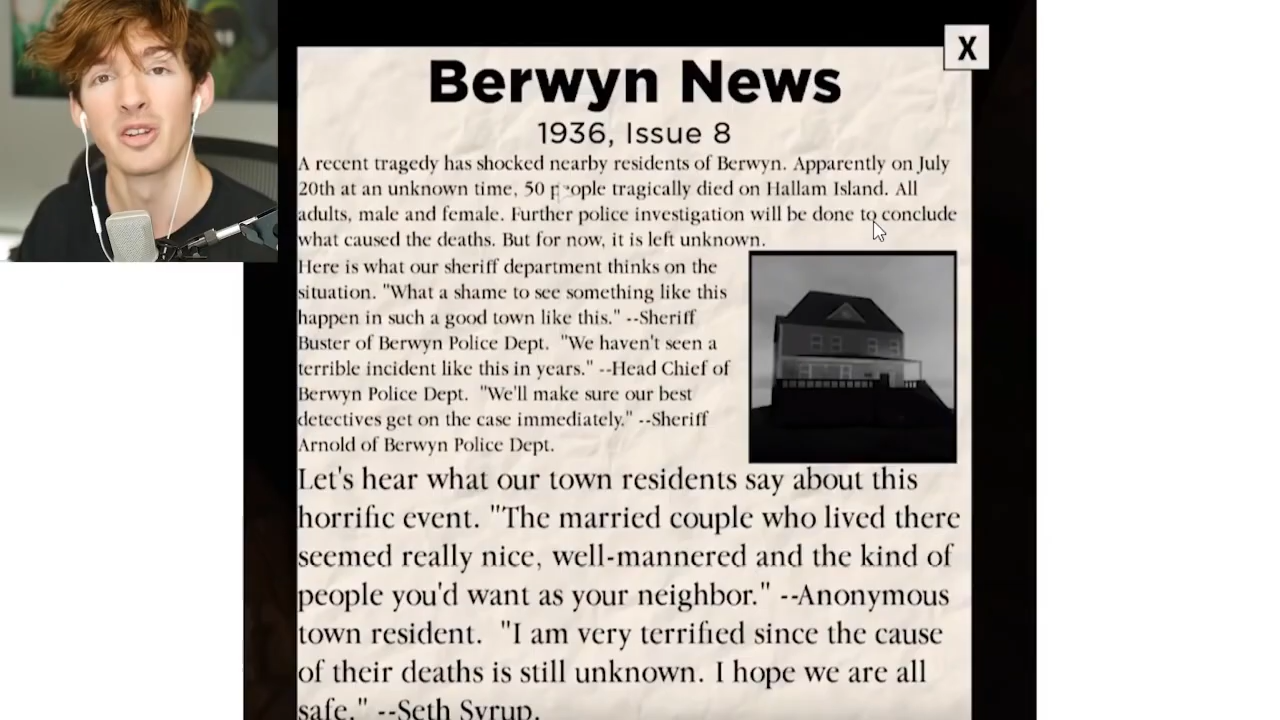 X
Berwyn News
1936, Issue 8
A recent tragedy has shocked nearby residents of Berwyn. Apparently on July
20th at an unknown time, 50 people tragically died on Hallam Island. All
adults, male and female. Further police investigation will be done to conclude
what caused the deaths. But for now, it is left unknown.
Here is what our sheriff department thinks on the
situation. "What a shame to see something like this
happen in such a good town like this." --Sheriff
Buster of Berwyn Police Dept.  "We haven't seen a
terrible incident like this in years." --Head Chief of
Berwyn Police Dept.  "We'll make sure our best
detectives get on the case immediately." --Sheriff
Arnold of Berwyn Police Dept.
Let's hear what our town residents say about this
horrific event. "The married couple who lived there
seemed really nice, well-mannered and the kind of
people you'd want as your neighbor." --Anonymous
town resident.  "I am very terrified since the cause
of their deaths is still unknown. I hope we are all
safe." --Seth Syrup.